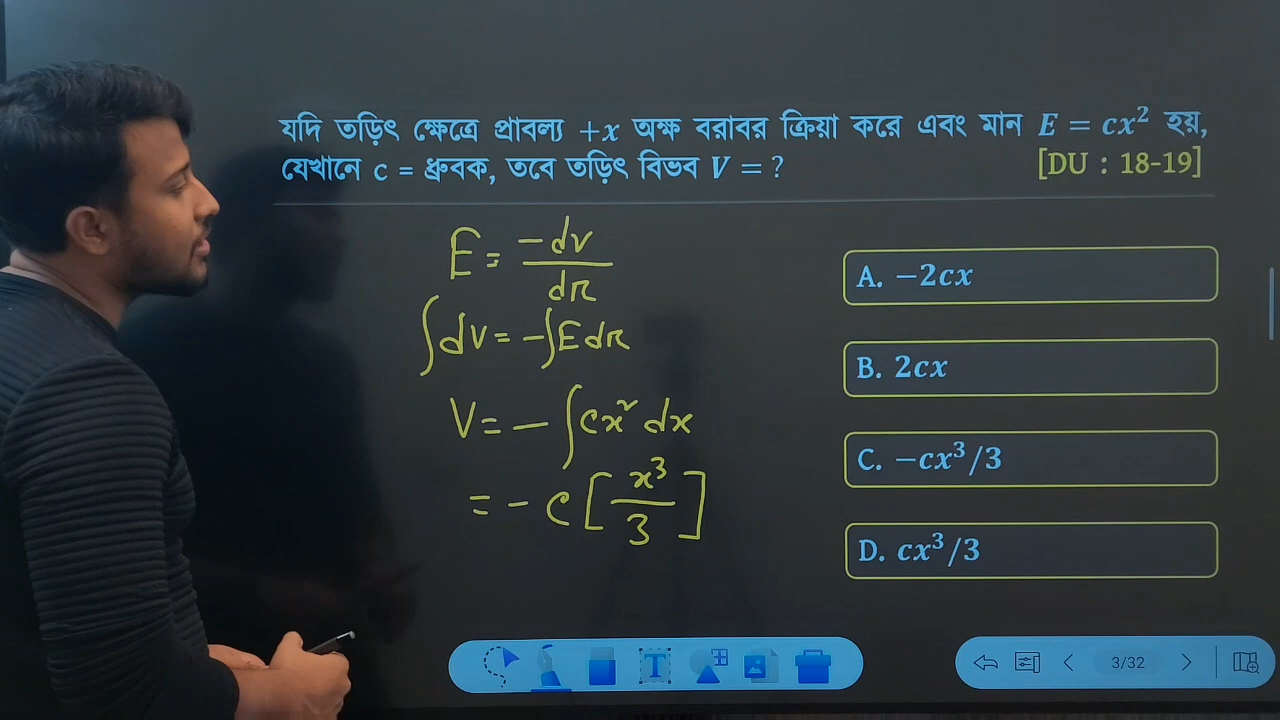 যদি তড়িৎ ক্ষেত্রে প্রাবল্য +x অক্ষ বরাবর ক্রিয়া করে এবং মান E = cx² হয়,
যেখানে c = ধ্রুবক, তবে তড়িৎ বিভব V = ?
[DU : 18-19]
E = -dv/dr
∫dv = -∫E dr
V = - ∫cx² dx
= - c [x³/3]
A. −2cx
B. 2cx
C. −cx³/3
D. cx³/3
T
3/32